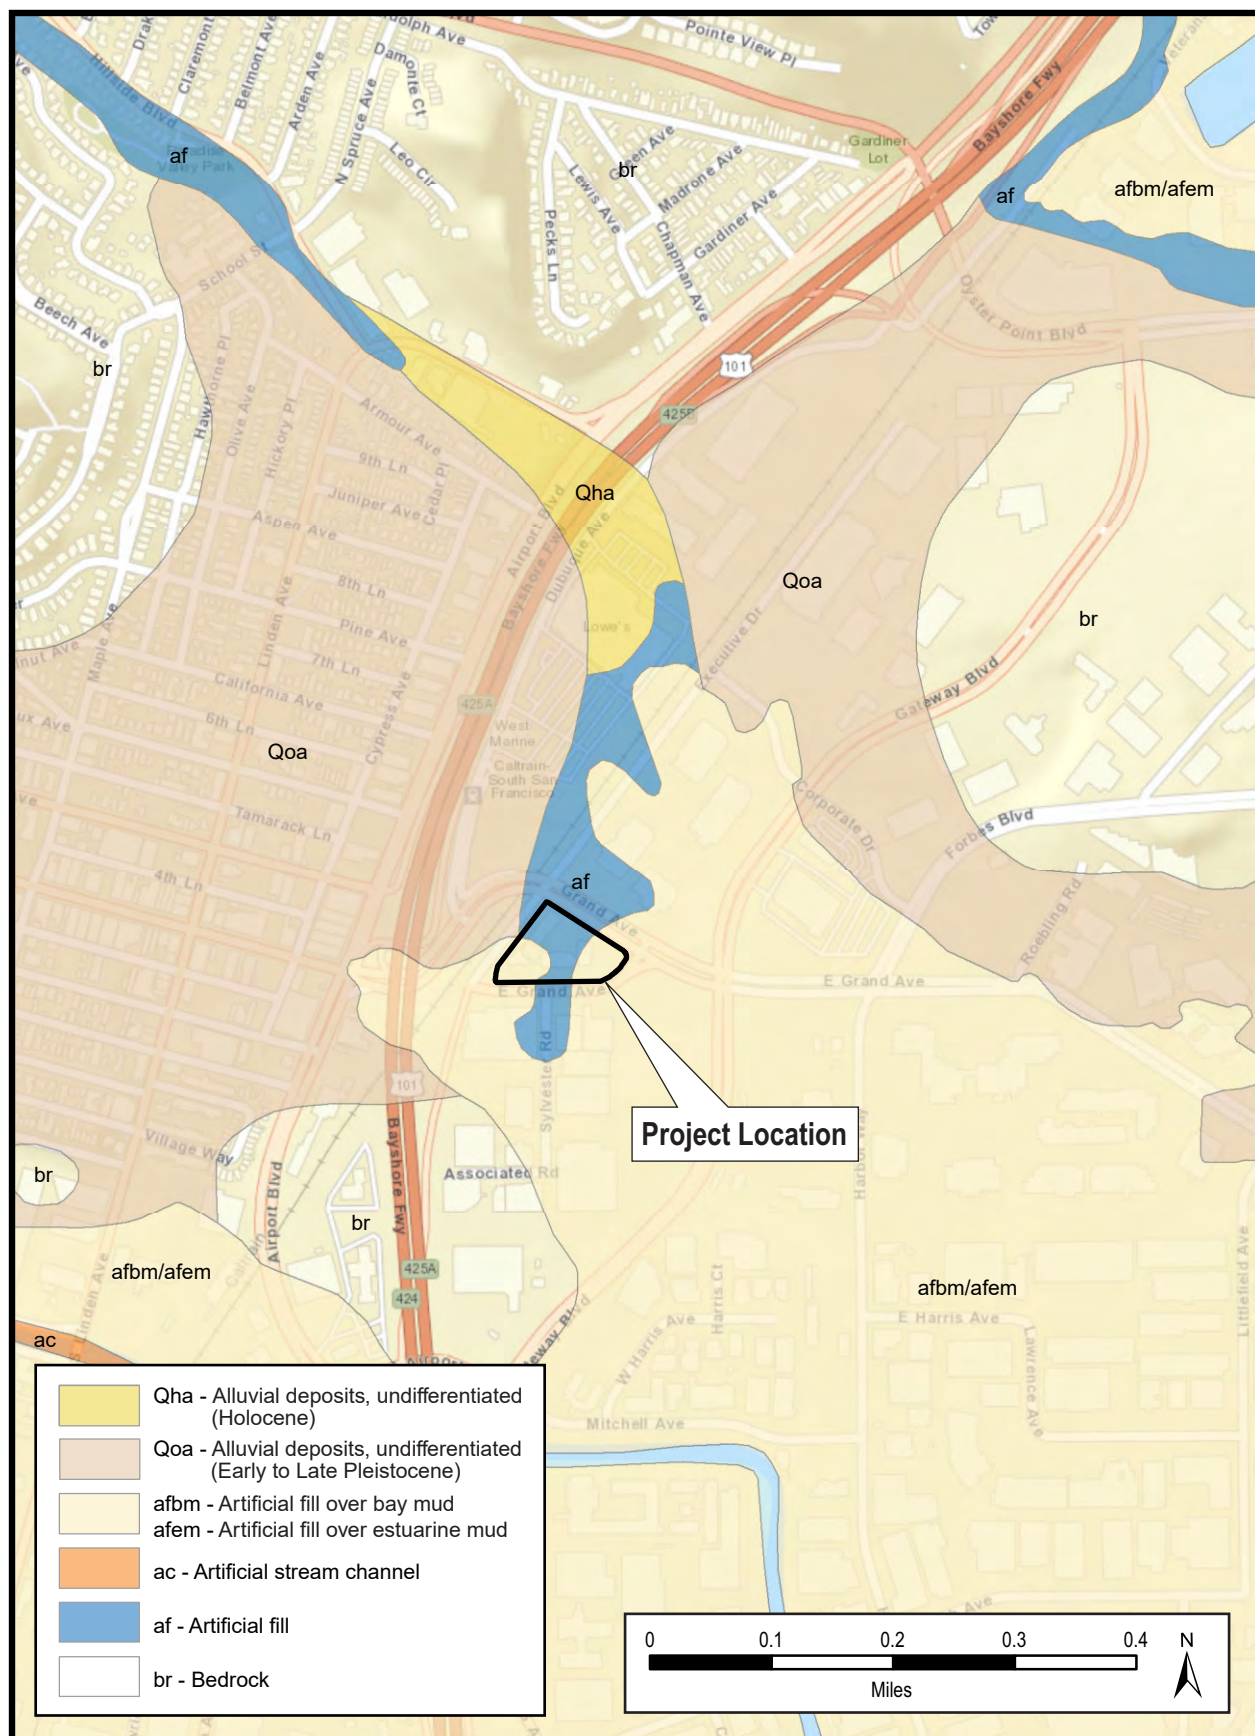 Pointe View Pl
Damonte Ct
Claremont
Belmont Ave
Arden Ave
Hillside Blvd
N Spruce Ave
Leo Cir
Bayshore Fwy
Gardiner
Lot
Green Ave
Madrone Ave
Lewis Ave
Gardiner Ave
Chapman Ave
Pecks Ln
br
af
Valley Park
af
afbm/afem
School St
Oyster Point Blvd
Beech Ave
br
101
Olive Ave
Hickory Pl
Armour Ave
425B
9th Ln
Juniper Ave
Cedar Pl
Aspen Ave
Qha
Airport Blvd
Bayshore Fwy
Dubuque Ave
8th Ln
Linden Ave
Qoa
Pine Ave
Lowe's
br
7th Ln
Maple Ave
Executive Dr
California Ave
Gateway Blvd
6th Ln
425A
Cypress Ave
West
Marine
Qoa
Caltrain-
South San
Francisco
Tamarack Ln
Corporate Dr
Forbes Blvd
4th Ln
af
Grand Ave
Roebling Rd
E Grand Ave
E Grand Ave
Sylvester Rd
101
Project Location
Harbor Way
Village Way
Bayshore Fwy
Associated Rd
br
Airport Blvd
br
afbm/afem
Caltrain
425A
afbm/afem
424
Linden Ave
Harris Ct
Littlefield Ave
E Harris Ave
W Harris Ave
Lawrence Ave
ac
Mitchell Ave
Qha - Alluvial deposits, undifferentiated
(Holocene)
Qoa - Alluvial deposits, undifferentiated
(Early to Late Pleistocene)
afbm - Artificial fill over bay mud
afem - Artificial fill over estuarine mud
ac - Artificial stream channel
af - Artificial fill
br - Bedrock
0 0.1 0.2 0.3 0.4
Miles
N